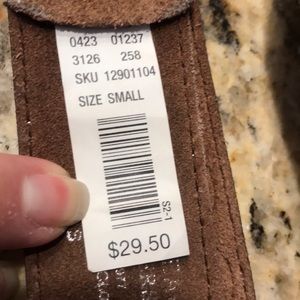 0423 01237
3126 258
SKU 12901104
SIZE SMALL
S2-1
$29.50